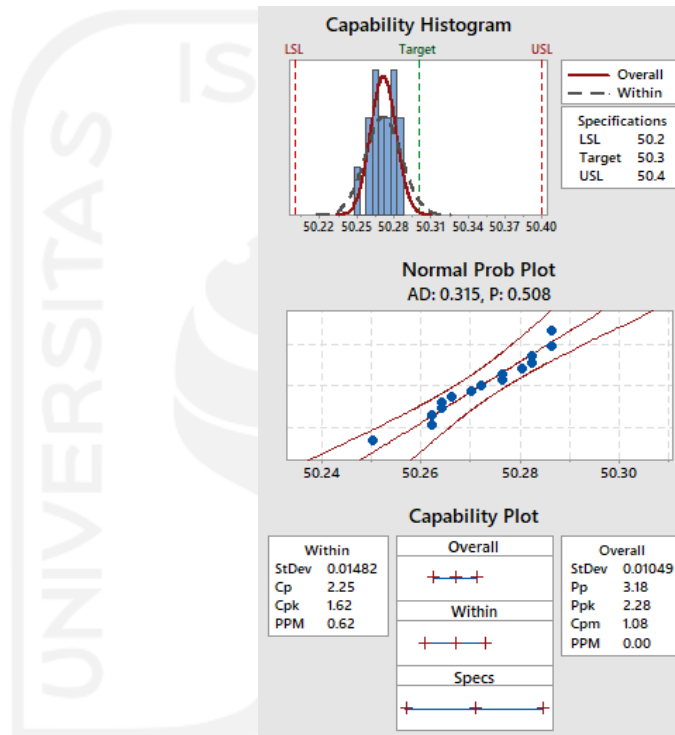 IS
UNIVERSITAS
Capability Histogram
LSL Target USL
Overall
Within
Specifications
LSL 50.2
Target 50.3
USL 50.4
50.22 50.25 50.28 50.31 50.34 50.37 50.40
Normal Prob Plot
AD: 0.315, P: 0.508
50.24 50.26 50.28 50.30
Capability Plot
Within
StDev 0.01482
Cp 2.25
Cpk 1.62
PPM 0.62
Overall
Within
Specs
Overall
StDev 0.01049
Pp 3.18
Ppk 2.28
Cpm 1.08
PPM 0.00